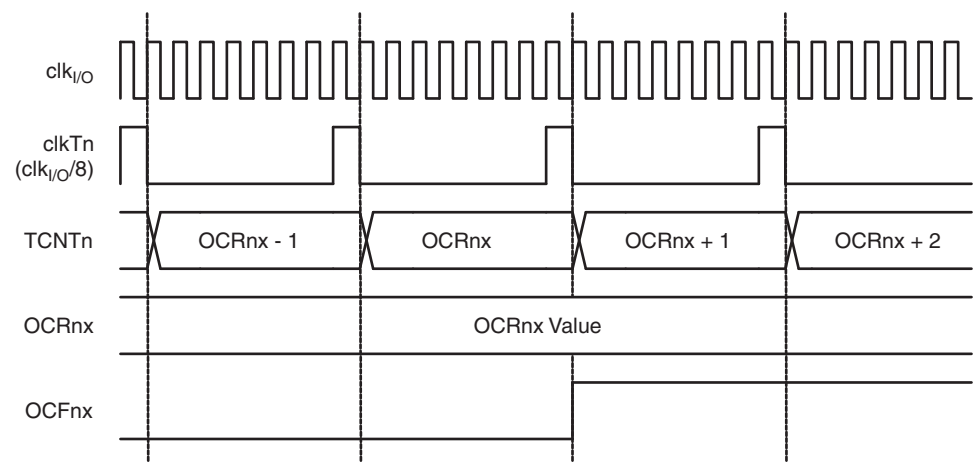 clkI/O
clkTn
(clkI/O/8)
TCNTn
OCRnx - 1
OCRnx
OCRnx + 1
OCRnx + 2
OCRnx
OCRnx Value
OCFnx